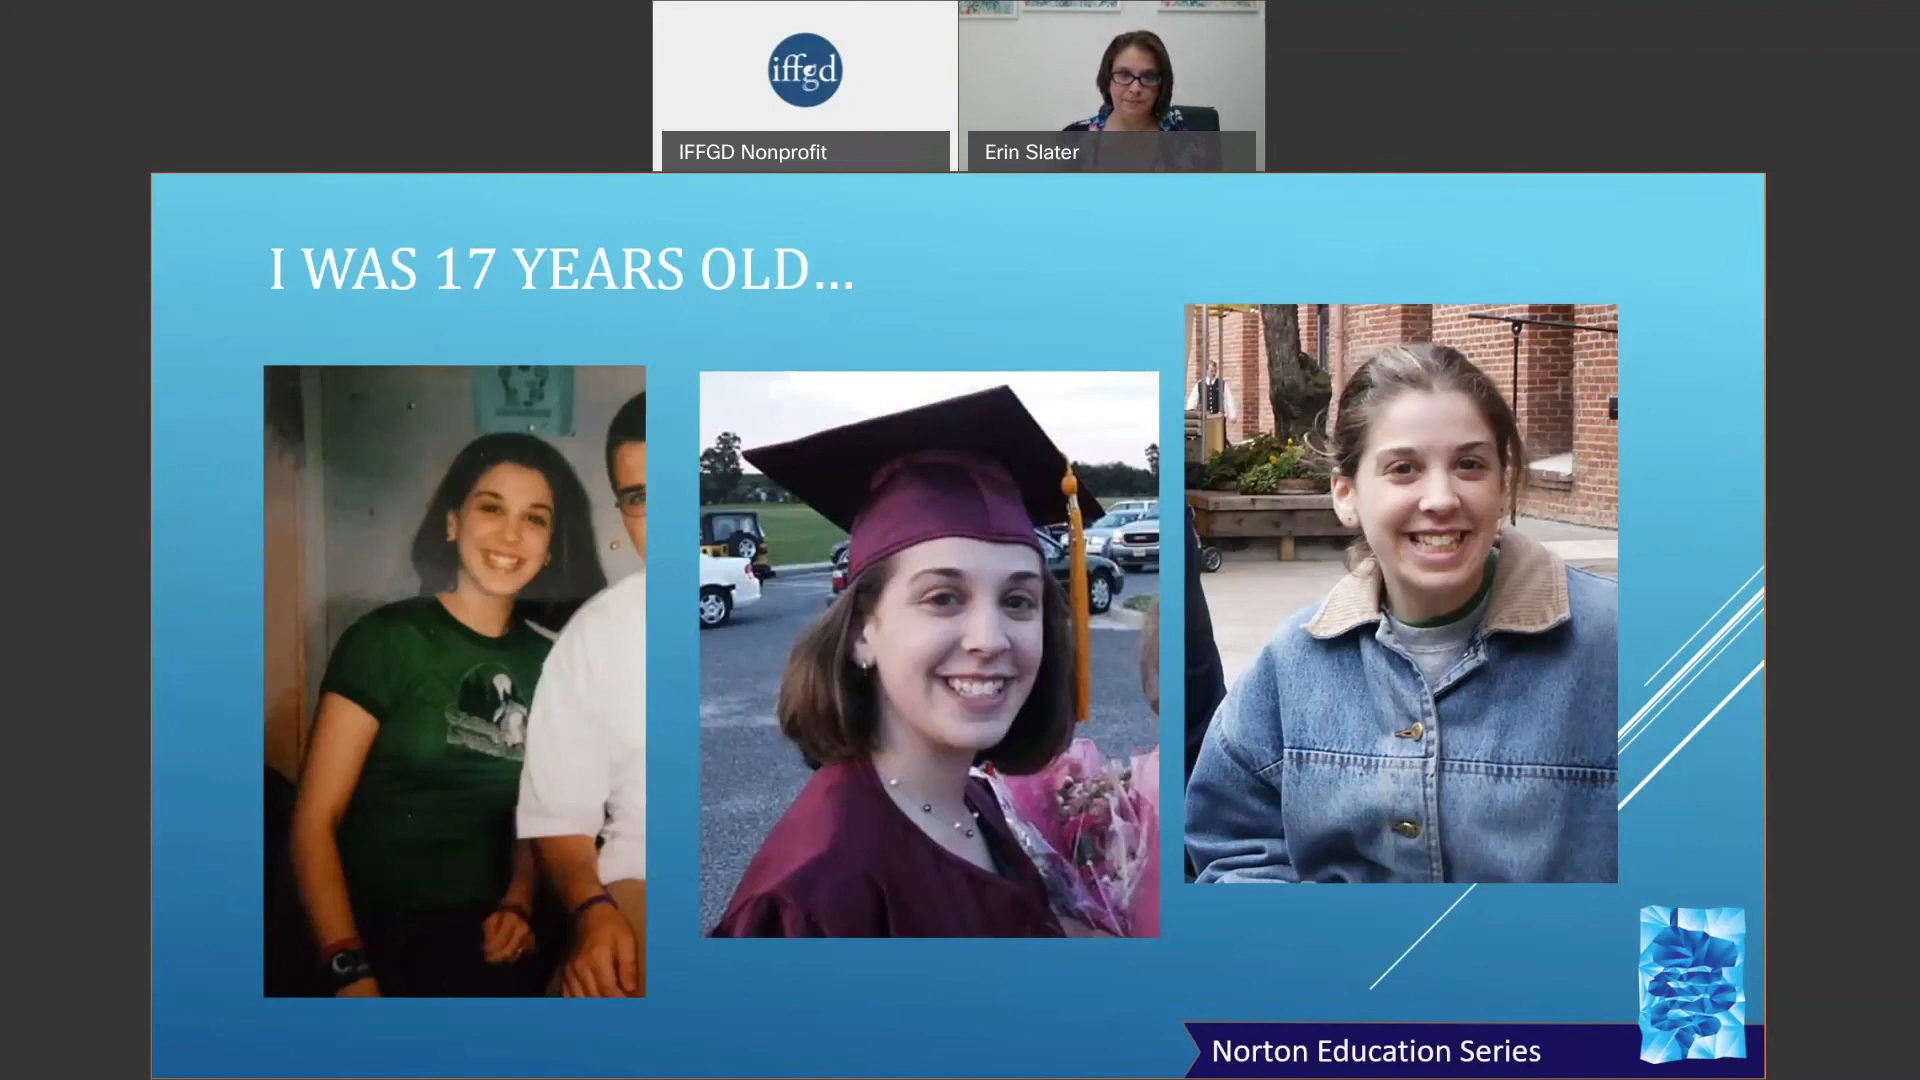 iffgd
IFFGD Nonprofit
Erin Slater
I WAS 17 YEARS OLD...
Norton Education Series